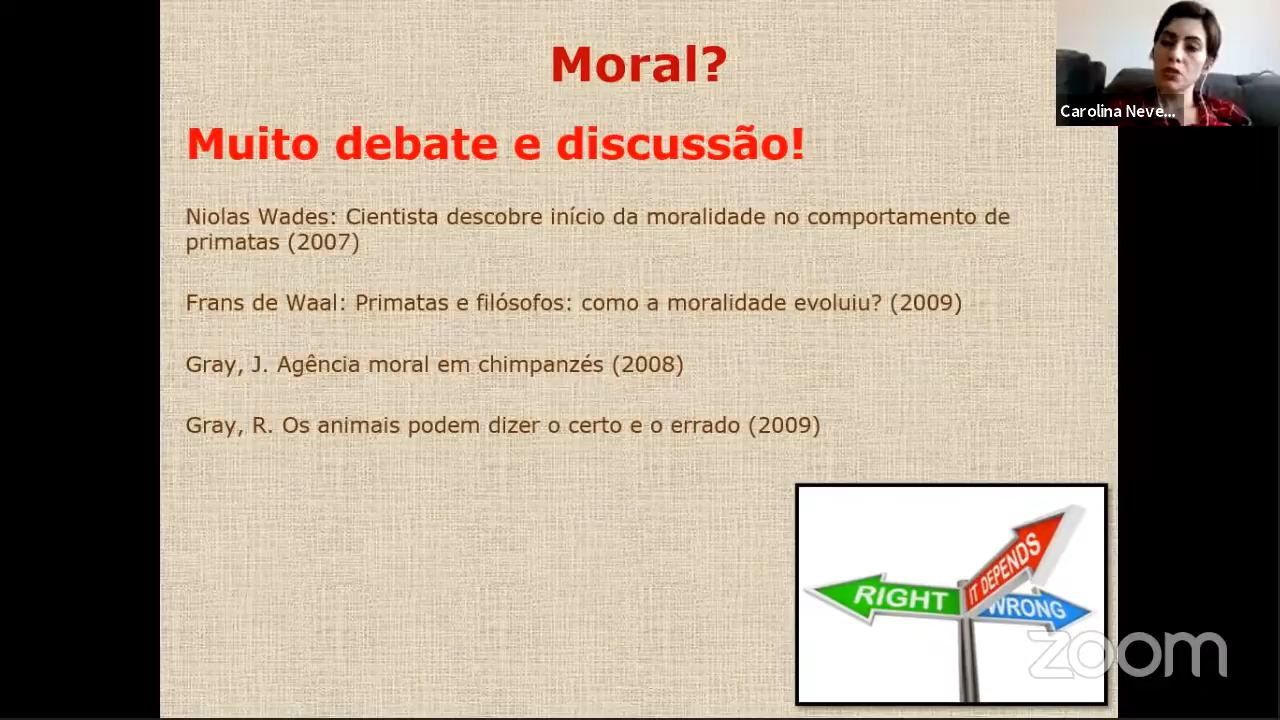 Moral?
Carolina Neve...
Muito debate e discussão!
Niolas Wades: Cientista descobre início da moralidade no comportamento de
primatas (2007)
Frans de Waal: Primatas e filósofos: como a moralidade evoluiu? (2009)
Gray, J. Agência moral em chimpanzés (2008)
Gray, R. Os animais podem dizer o certo e o errado (2009)
IT DEPENDS
RIGHT
WRONG
zoom